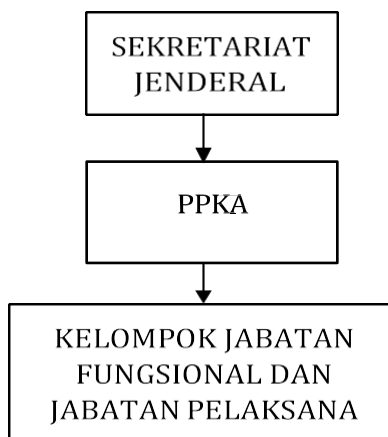 SEKRETARIAT
JENDERAL
PPKA
KELOMPOK JABATAN
FUNGSIONAL DAN
JABATAN PELAKSANA